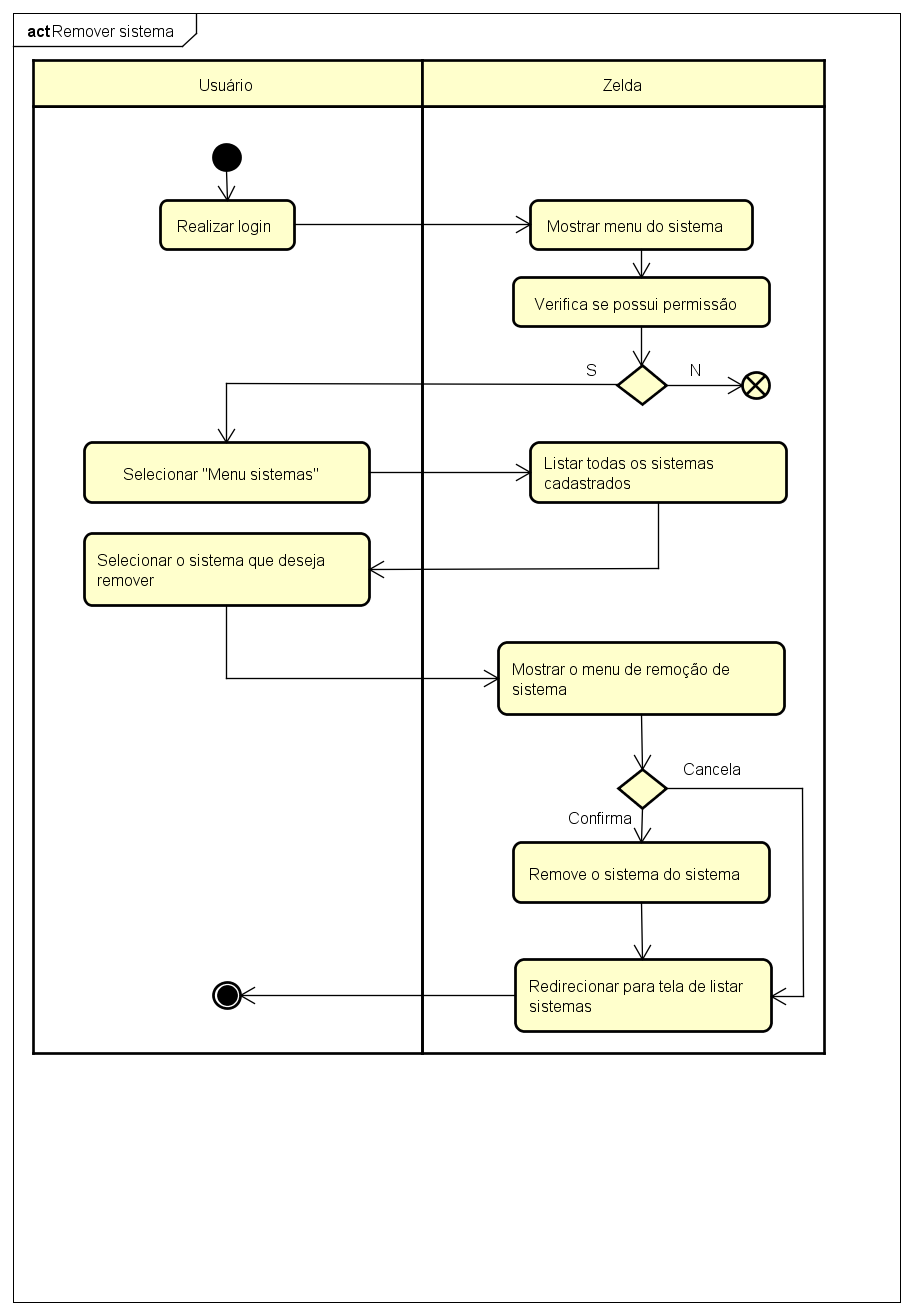 act Remover sistema
Usuário
Zelda
Realizar login
Mostrar menu do sistema
Verifica se possui permissão
S
N
Selecionar "Menu sistemas"
Listar todas os sistemas
cadastrados
Selecionar o sistema que deseja
remover
Mostrar o menu de remoção de
sistema
Cancela
Confirma
Remove o sistema do sistema
Redirecionar para tela de listar
sistemas